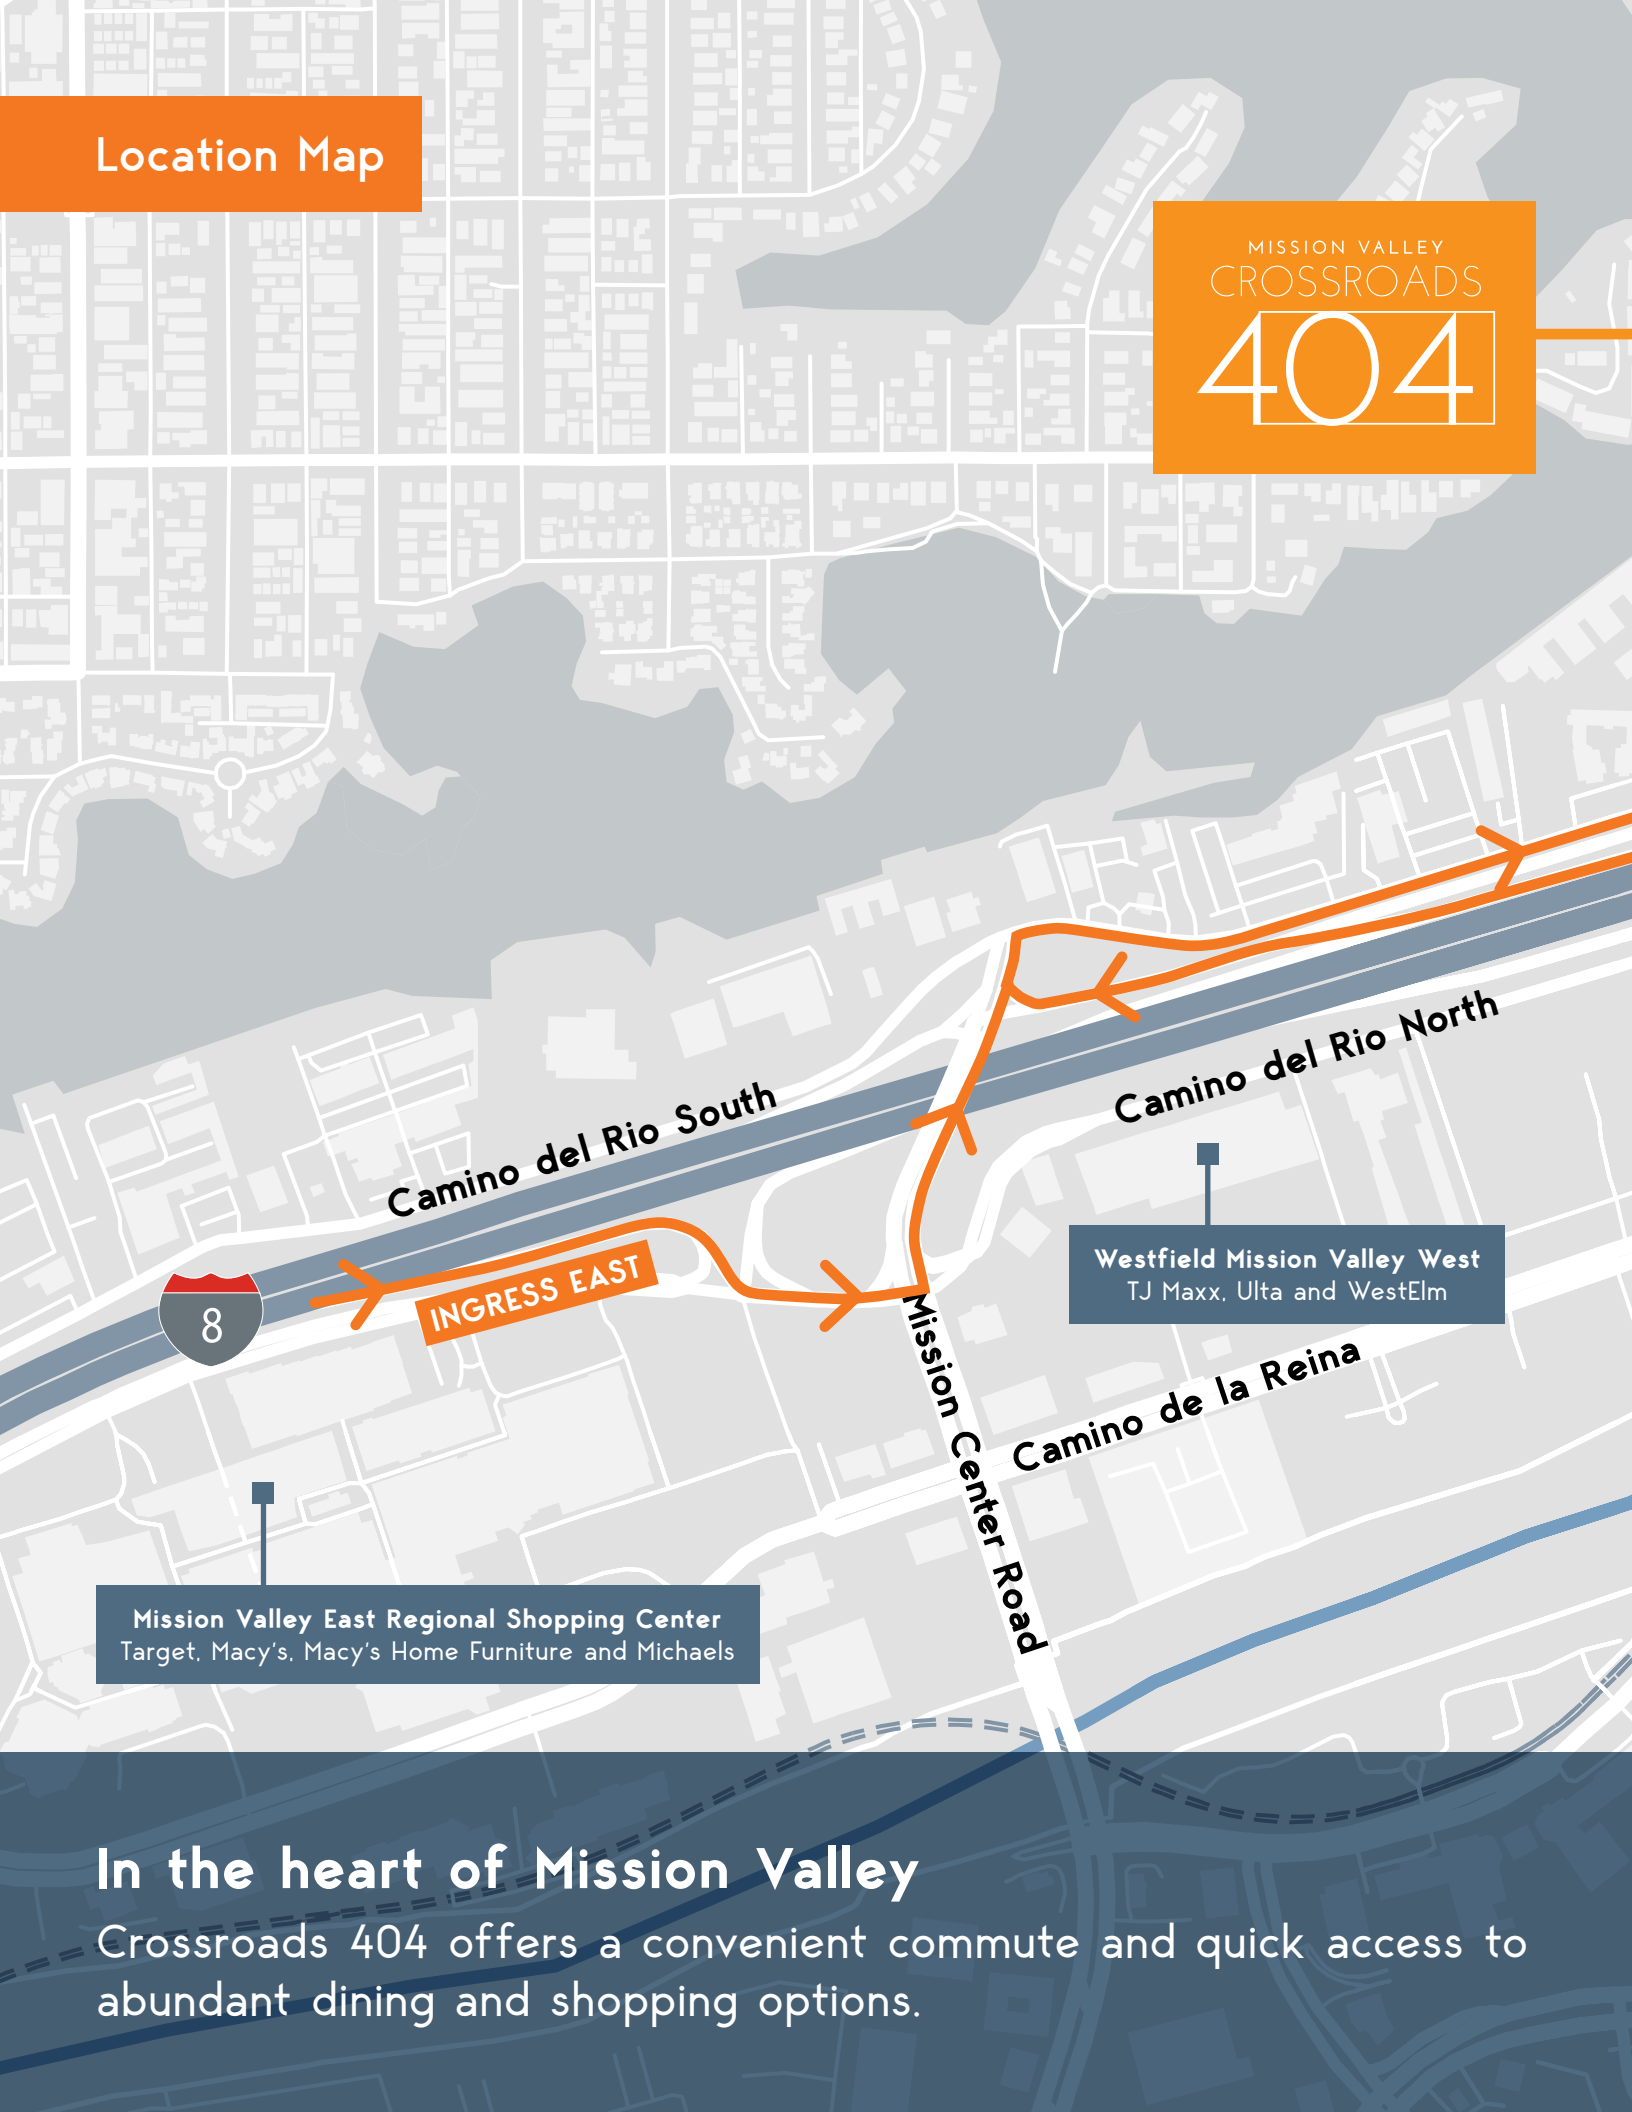 Location Map
MISSION VALLEY
CROSSROADS
404
Camino del Rio North
Camino del Rio South
Westfield Mission Valley West
TJ Maxx, Ulta and WestElm
INGRESS EAST
8
Mission Center Road
Camino de la Reina
Mission Valley East Regional Shopping Center
Target, Macy's, Macy's Home Furniture and Michaels
In the heart of Mission Valley
Crossroads 404 offers a convenient commute and quick access to
abundant dining and shopping options.